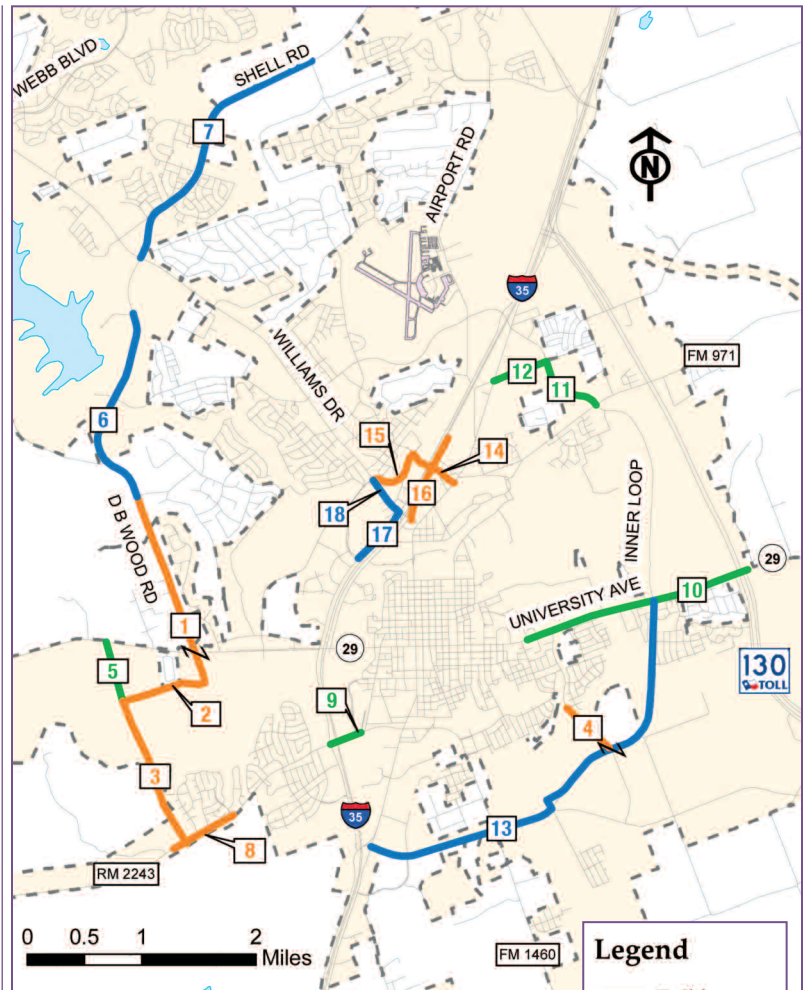 WEBB BLVD
SHELL RD
7
AIRPORT RD
N
35
WILLIAMS DR
12
11
FM 971
6
15
14
16
18
17
D B WOOD RD
INNER LOOP
29
10
UNIVERSITY AVE
1
29
5
2
130
TOLL
9
4
3
35
13
8
RM 2243
0 0.5 1 2
Miles
FM 1460
Legend